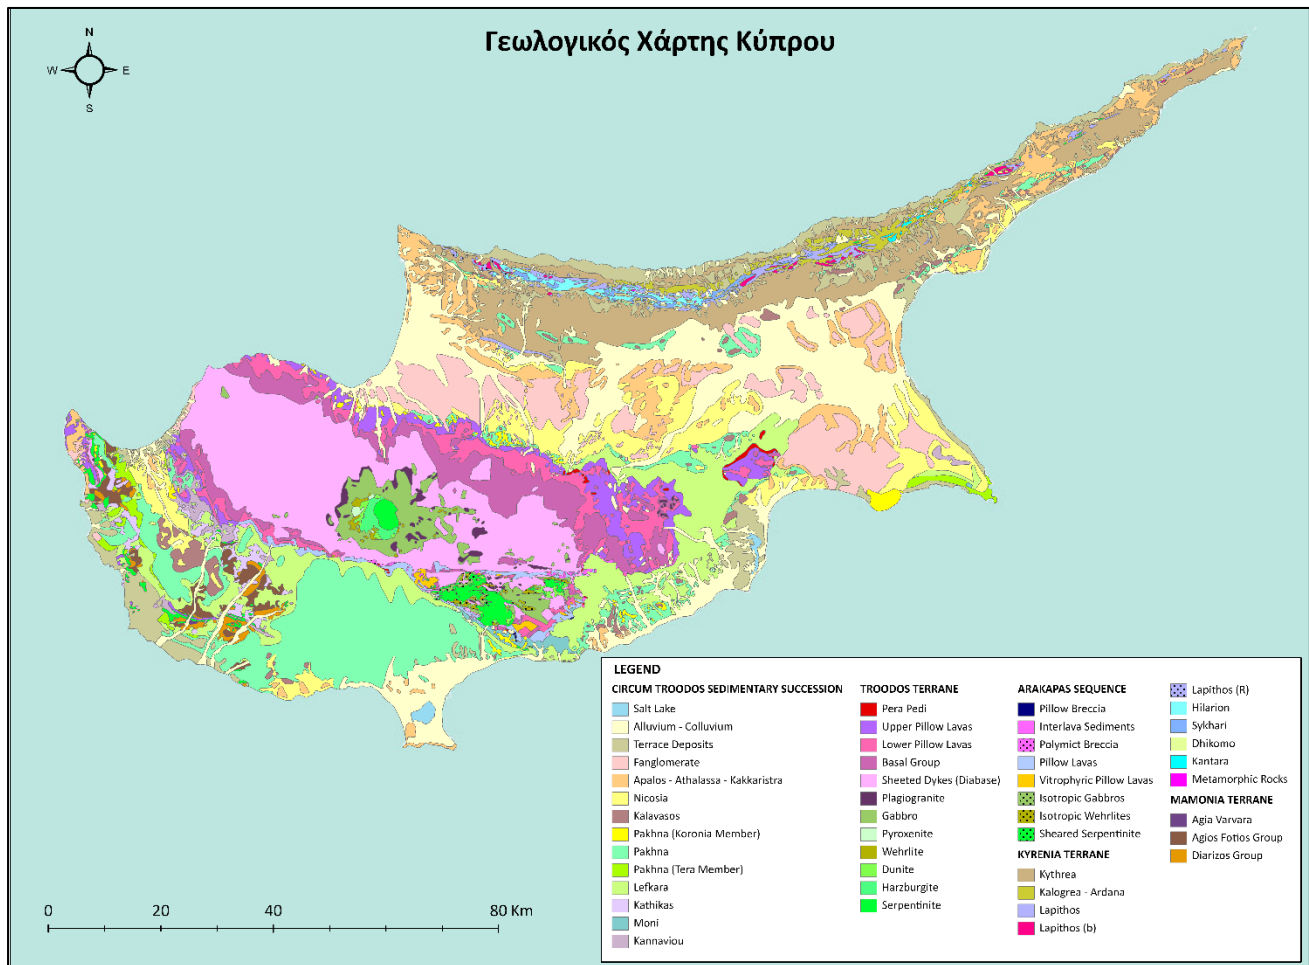 Γεωλογικός Χάρτης Κύπρου
N
W E
S
LEGEND
CIRCUM TROODOS SEDIMENTARY SUCCESSION
Salt Lake
Alluvium - Colluvium
Terrace Deposits
Fanglomerate
Apalos - Athalassa - Kakkaristra
Nicosia
Kalavasos
Pakhna (Koronia Member)
Pakhna
Pakhna (Tera Member)
Lefkara
Kathikas
Moni
Kannaviou
TROODOS TERRANE
Pera Pedi
Upper Pillow Lavas
Lower Pillow Lavas
Basal Group
Sheeted Dykes (Diabase)
Plagiogranite
Gabbro
Pyroxenite
Wehrlite
Dunite
Harzburgite
Serpentinite
ARAKAPAS SEQUENCE
Pillow Breccia
Interlava Sediments
Polymict Breccia
Pillow Lavas
Vitrophyric Pillow Lavas
Isotropic Gabbros
Isotropic Wehrlites
Sheared Serpentinite
KYRENIA TERRANE
Kythrea
Kalogrea - Ardana
Lapithos
Lapithos (b)
Lapithos (R)
Hilarion
Sykhari
Dhikomo
Kantara
Metamorphic Rocks
MAMONIA TERRANE
Agia Varvara
Agios Fotios Group
Diarizos Group
0 20 40 80 Km